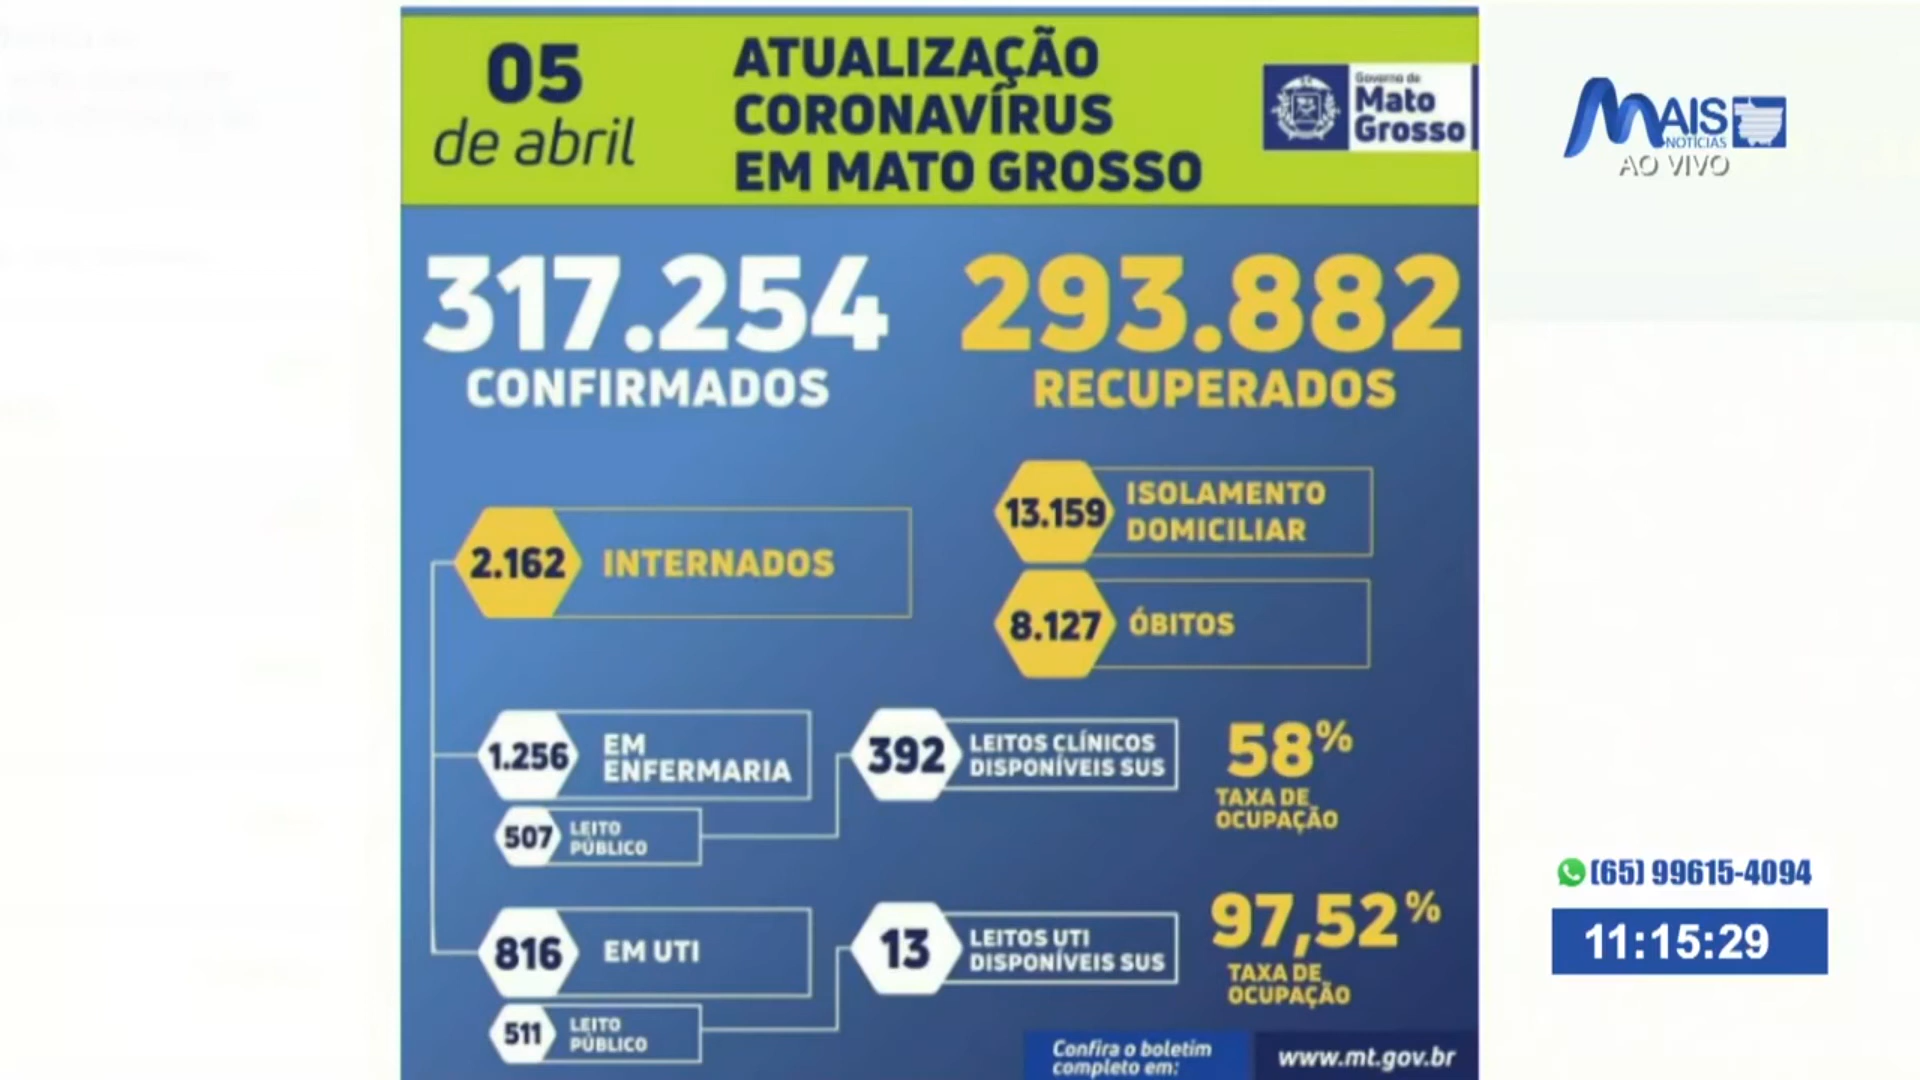 05
de abril
ATUALIZAÇÃO
CORONAVÍRUS
EM MATO GROSSO
Governo de
Mato
Grosso
MAIS
NOTÍCIAS
AO VIVO
317.254
CONFIRMADOS
293.882
RECUPERADOS
2.162 INTERNADOS
13.159 ISOLAMENTO
DOMICILIAR
8.127 ÓBITOS
1.256 EM
ENFERMARIA
507 LEITO
PÚBLICO
392 LEITOS CLÍNICOS
DISPONÍVEIS SUS
58%
TAXA DE
OCUPAÇÃO
816 EM UTI
511 LEITO
PÚBLICO
13 LEITOS UTI
DISPONÍVEIS SUS
97,52%
TAXA DE
OCUPAÇÃO
Confira o boletim
completo em:
www.mt.gov.br
(65) 99615-4094
11:15:29